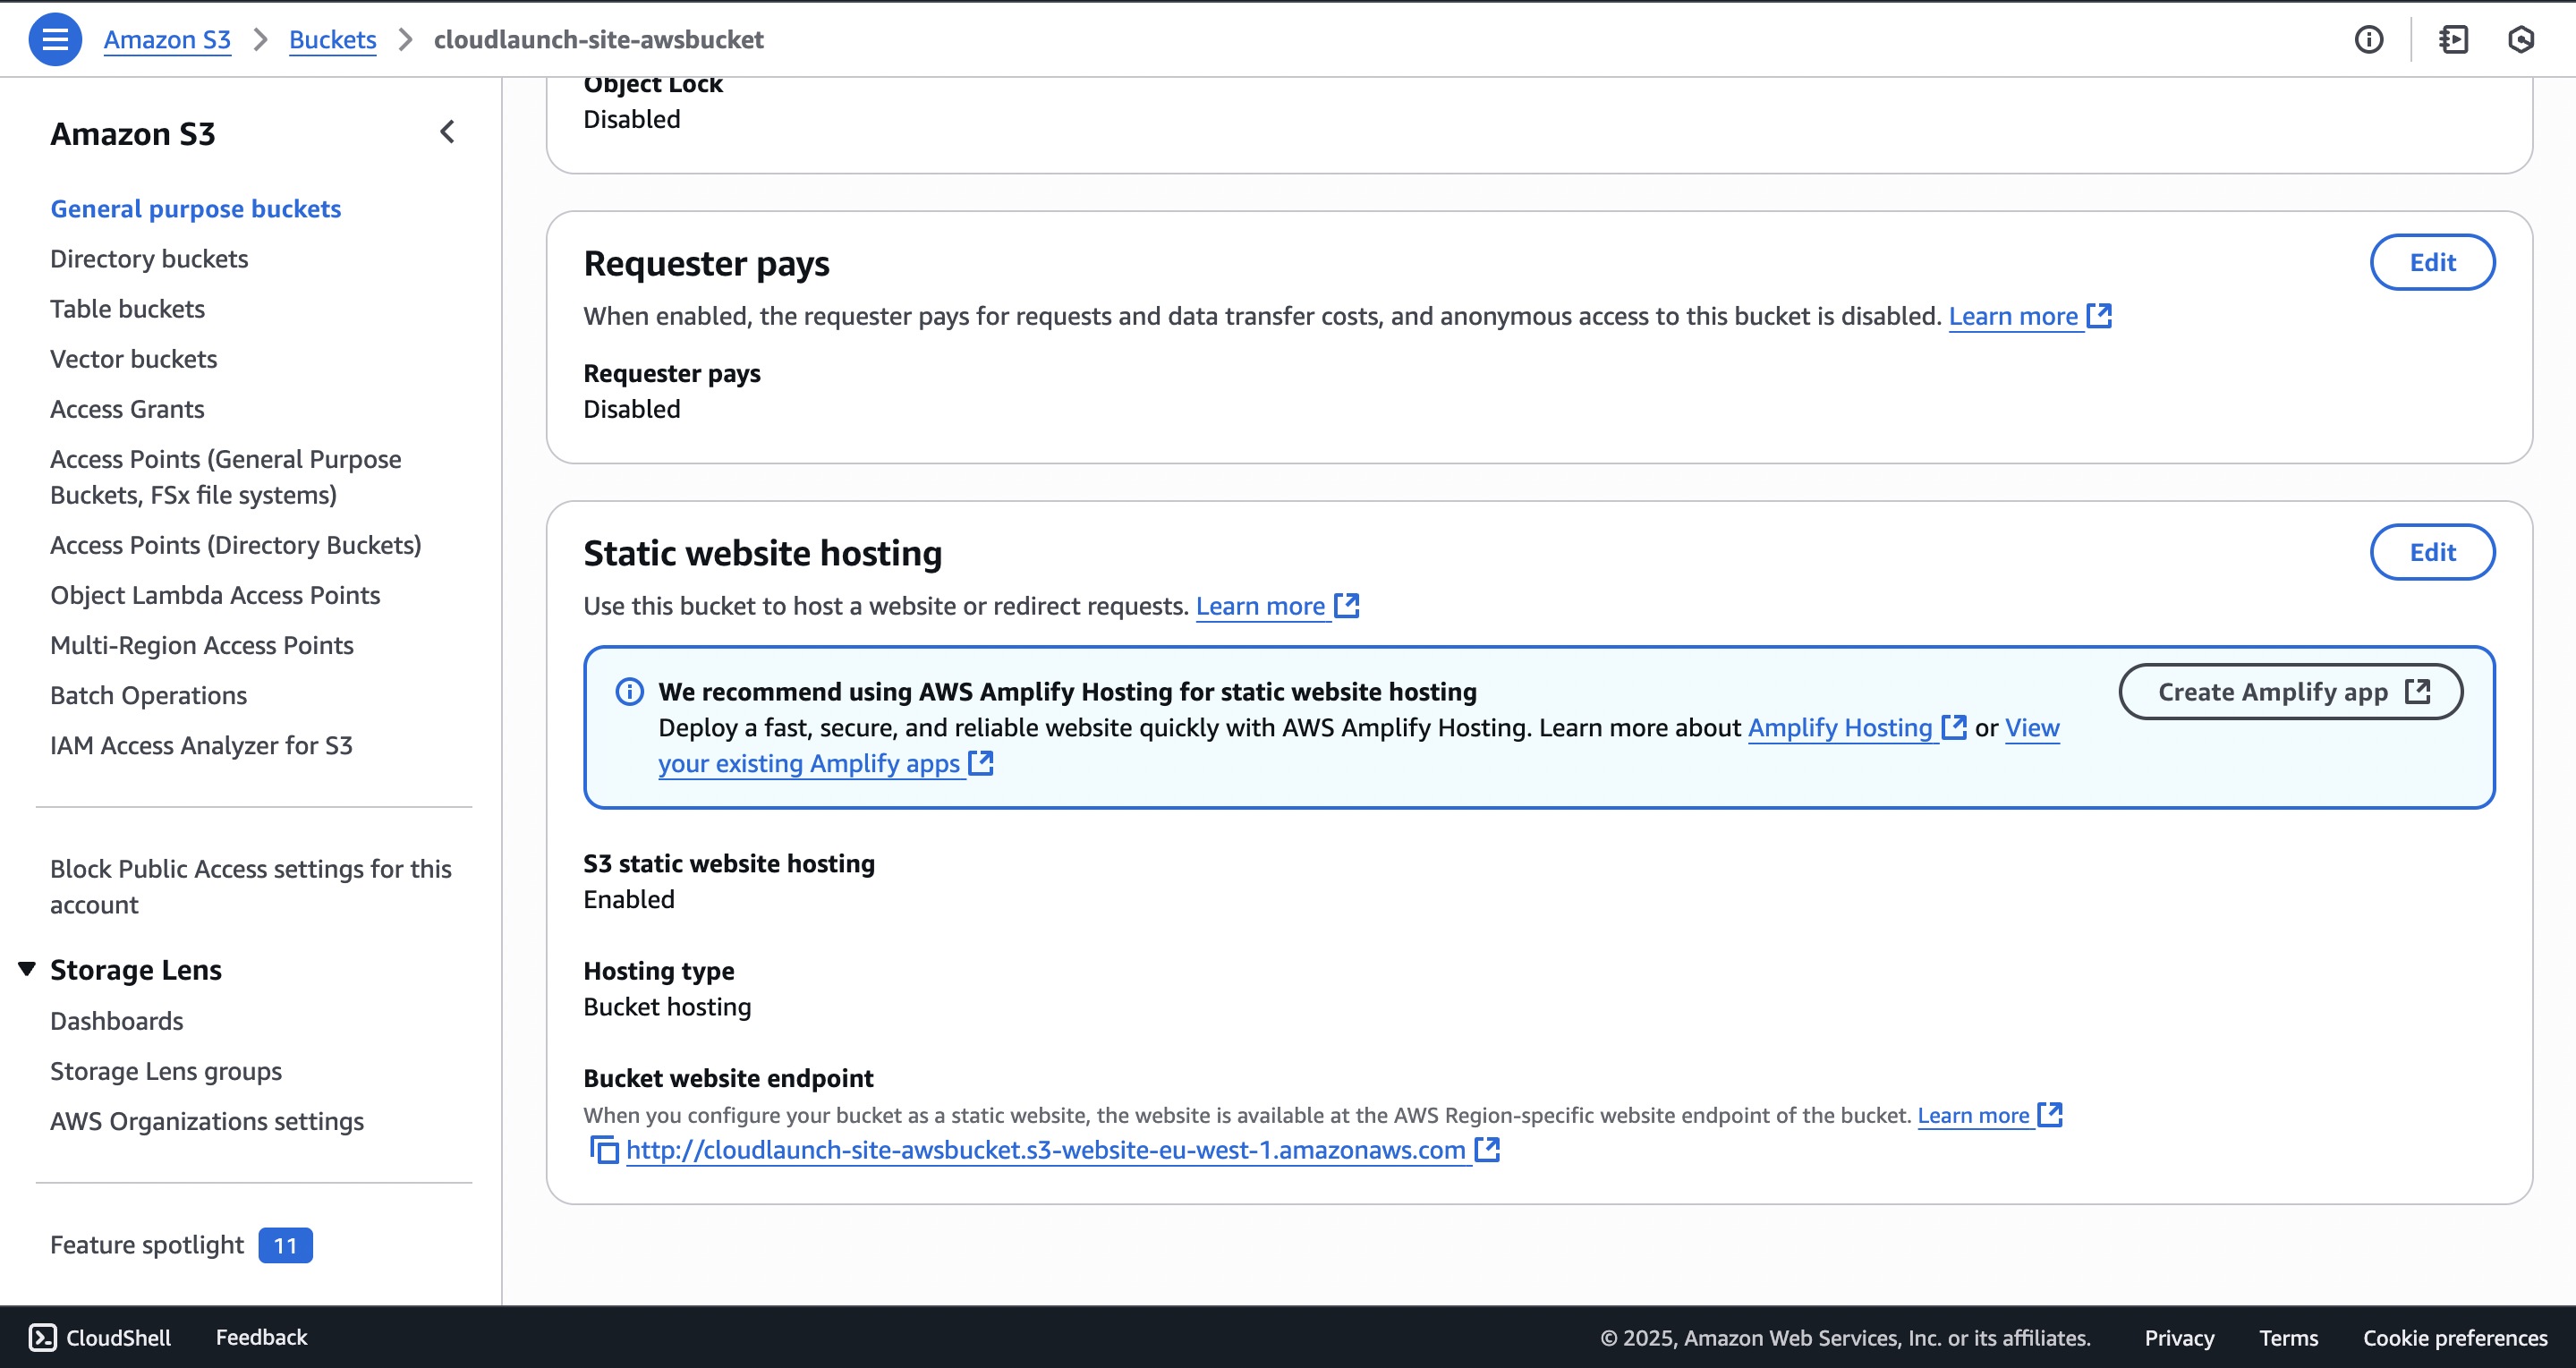 Amazon S3 > Buckets > cloudlaunch-site-awsbucket
Amazon S3
General purpose buckets
Directory buckets
Table buckets
Vector buckets
Access Grants
Access Points (General Purpose
Buckets, FSx file systems)
Access Points (Directory Buckets)
Object Lambda Access Points
Multi-Region Access Points
Batch Operations
IAM Access Analyzer for S3
Block Public Access settings for this
account
Storage Lens
Dashboards
Storage Lens groups
AWS Organizations settings
Feature spotlight 11
Object Lock
Disabled
Requester pays
Edit
When enabled, the requester pays for requests and data transfer costs, and anonymous access to this bucket is disabled. Learn more
Requester pays
Disabled
Static website hosting
Edit
Use this bucket to host a website or redirect requests. Learn more
We recommend using AWS Amplify Hosting for static website hosting
Create Amplify app
Deploy a fast, secure, and reliable website quickly with AWS Amplify Hosting. Learn more about Amplify Hosting or View
your existing Amplify apps
S3 static website hosting
Enabled
Hosting type
Bucket hosting
Bucket website endpoint
When you configure your bucket as a static website, the website is available at the AWS Region-specific website endpoint of the bucket. Learn more
http://cloudlaunch-site-awsbucket.s3-website-eu-west-1.amazonaws.com
CloudShell Feedback © 2025, Amazon Web Services, Inc. or its affiliates. Privacy Terms Cookie preferences